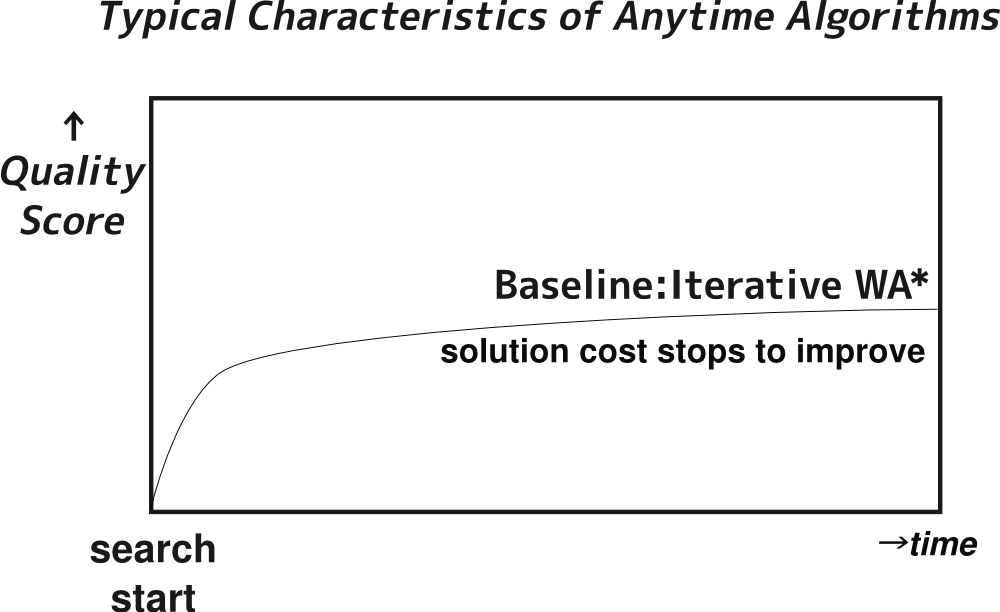 Typical Characteristics of Anytime Algorithms
↑
Quality
Score
Baseline:Iterative WA*
solution cost stops to improve
search
start
→time